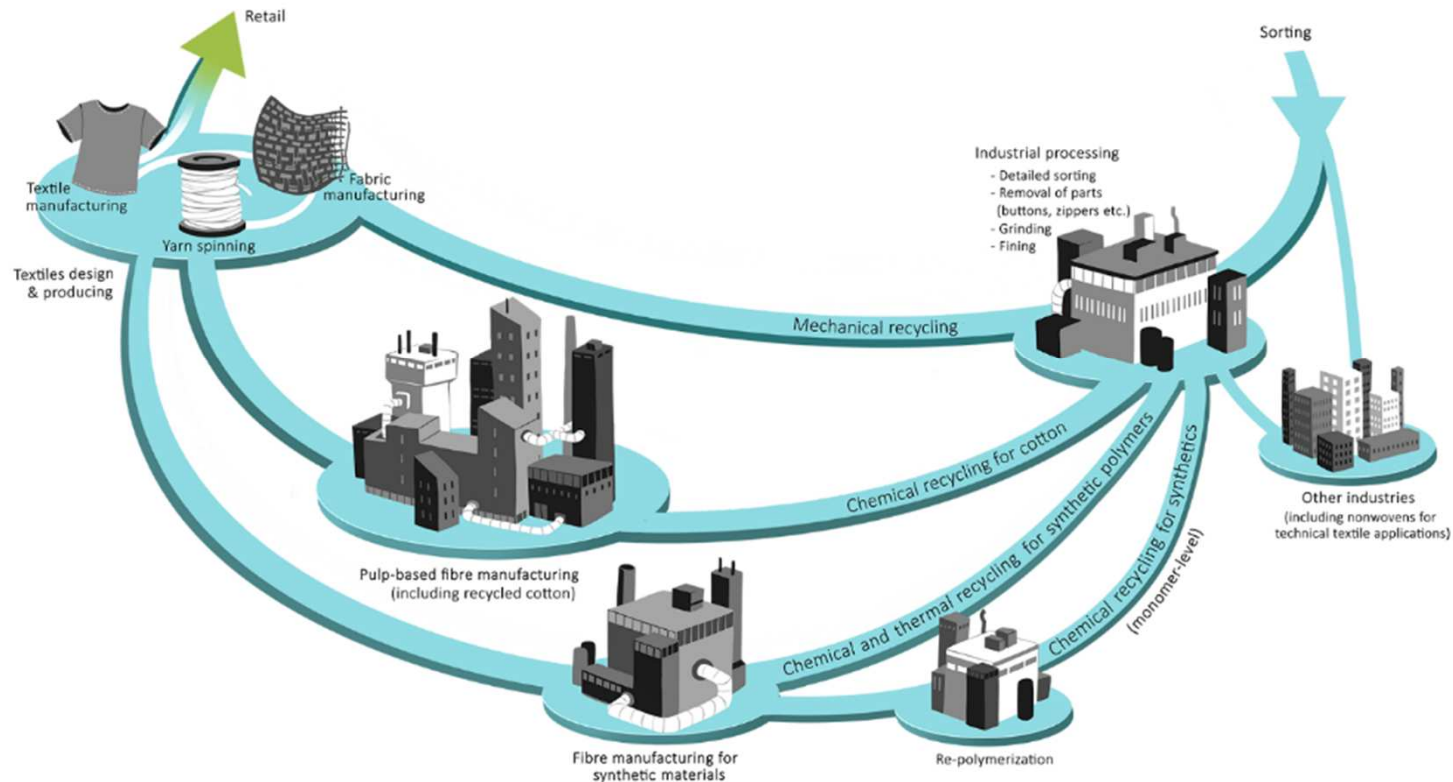 Retail
Sorting
Textile
manufacturing
Fabric
manufacturing
Yarn spinning
Textiles design
& producing
Industrial processing
- Detailed sorting
- Removal of parts
(buttons, zippers etc.)
- Grinding
- Fining
Mechanical recycling
Chemical recycling for cotton
Chemical and thermal recycling for synthetic polymers
Chemical recycling for synthetics
(monomer-level)
Other industries
(including nonwovens for
technical textile applications)
Pulp-based fibre manufacturing
(including recycled cotton)
Fibre manufacturing for
synthetic materials
Re-polymerization